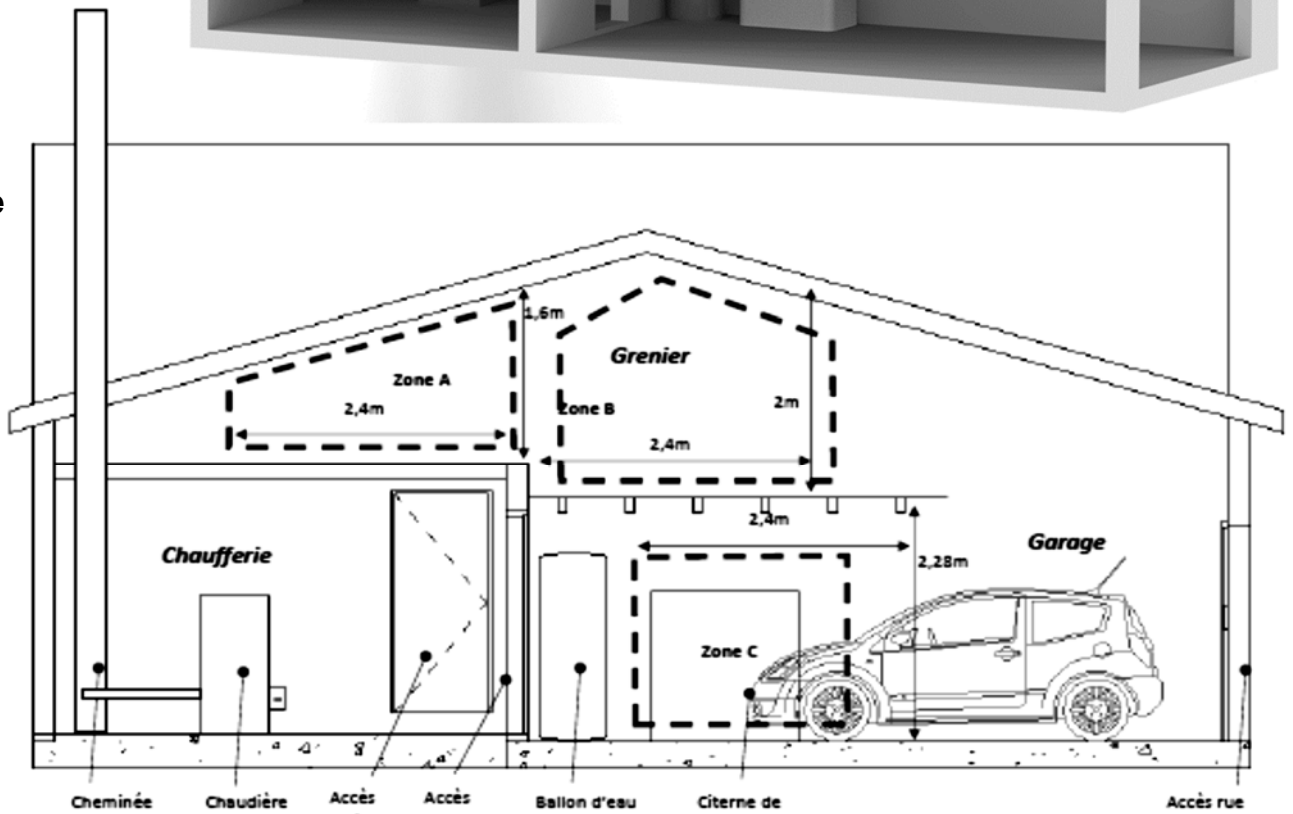 e
1,6m
Grenier
Zone A
2,4m
Zone B
2m
2,4m
2,4m
Chaufferie
Garage
2,28m
Zone C
Cheminée
Chaudière
Accès
Accès
Ballon d'eau
Citerne de
Accès rue